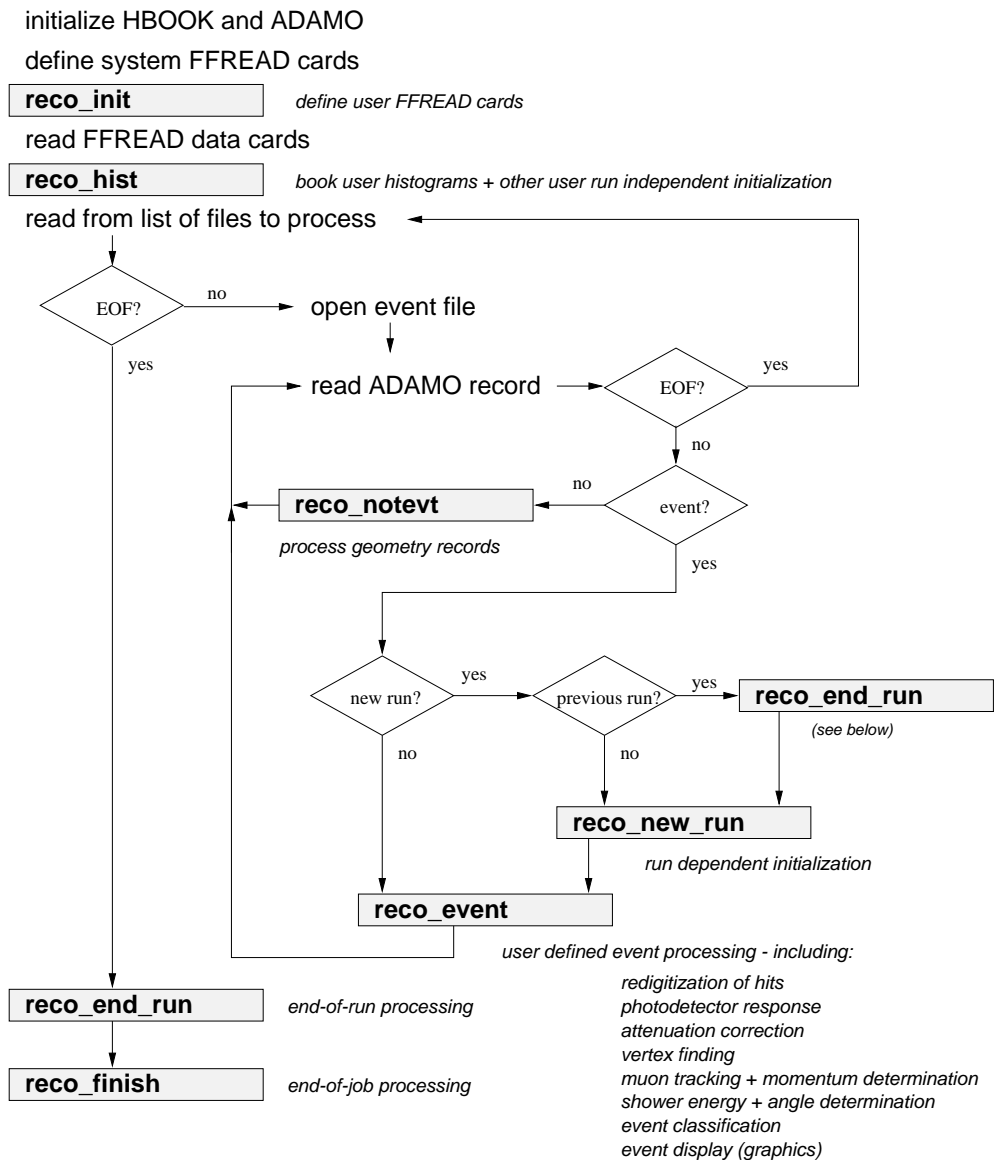 initialize HBOOK and ADAMO
define system FFREAD cards
reco_init
define user FFREAD cards
read FFREAD data cards
reco_hist
book user histograms + other user run independent initialization
read from list of files to process
EOF?
no
open event file
yes
read ADAMO record
EOF?
yes
no
event?
no
reco_notevt
process geometry records
yes
new run?
yes
previous run?
yes
reco_end_run
(see below)
no
no
reco_new_run
run dependent initialization
reco_event
user defined event processing - including:
redigitization of hits
photodetector response
attenuation correction
vertex finding
muon tracking + momentum determination
shower energy + angle determination
event classification
event display (graphics)
reco_end_run
end-of-run processing
reco_finish
end-of-job processing